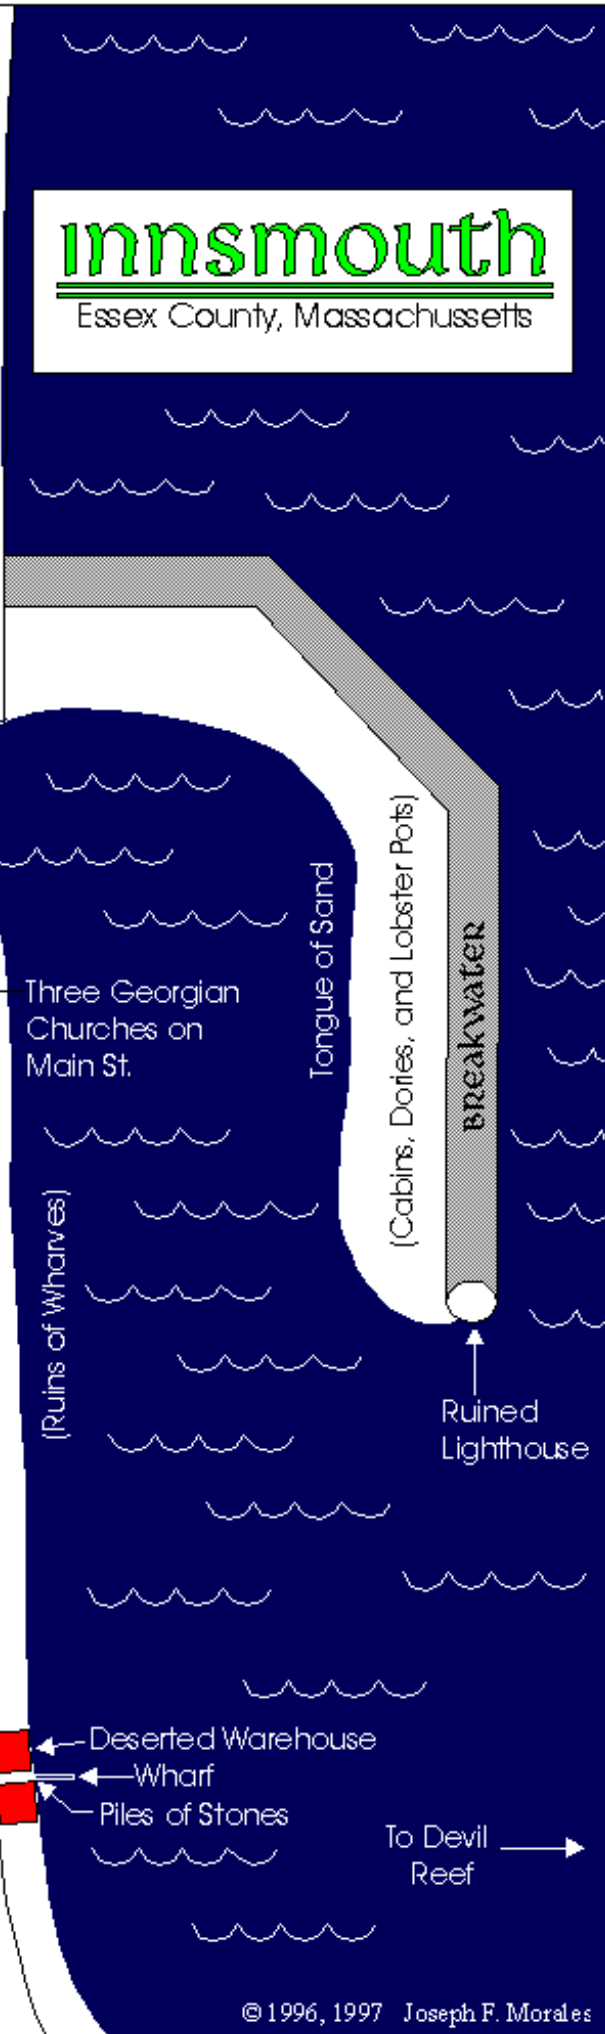 innsmouth
Essex County, Massachussetts
(Cabins, Dories, and Lobster Pots)
Tongue of Sand
BREAKWATER
Three Georgian
Churches on
Main St.
(Ruins of Wharves)
Ruined
Lighthouse
Deserted Warehouse
Wharf
Piles of Stones
To Devil
Reef
© 1996, 1997 Joseph F. Morales